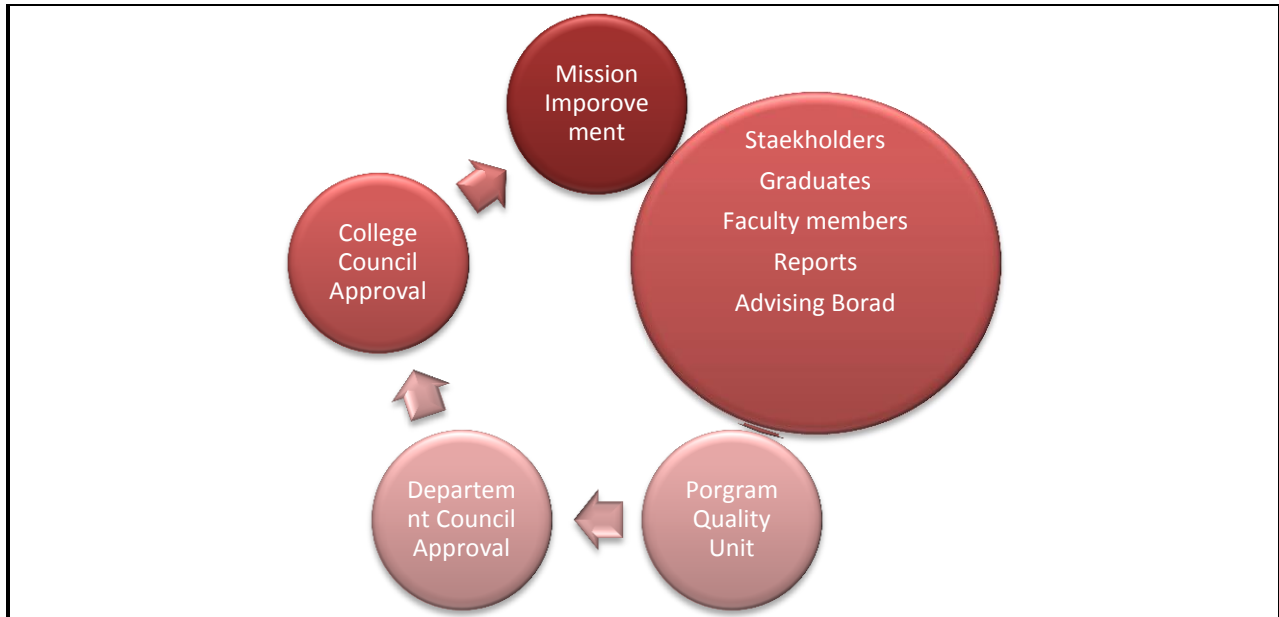 Mission
Imporove
ment
Staekholders
Graduates
Faculty members
Reports
Advising Borad
Porgram
Quality
Unit
Departem
nt Council
Approval
College
Council
Approval